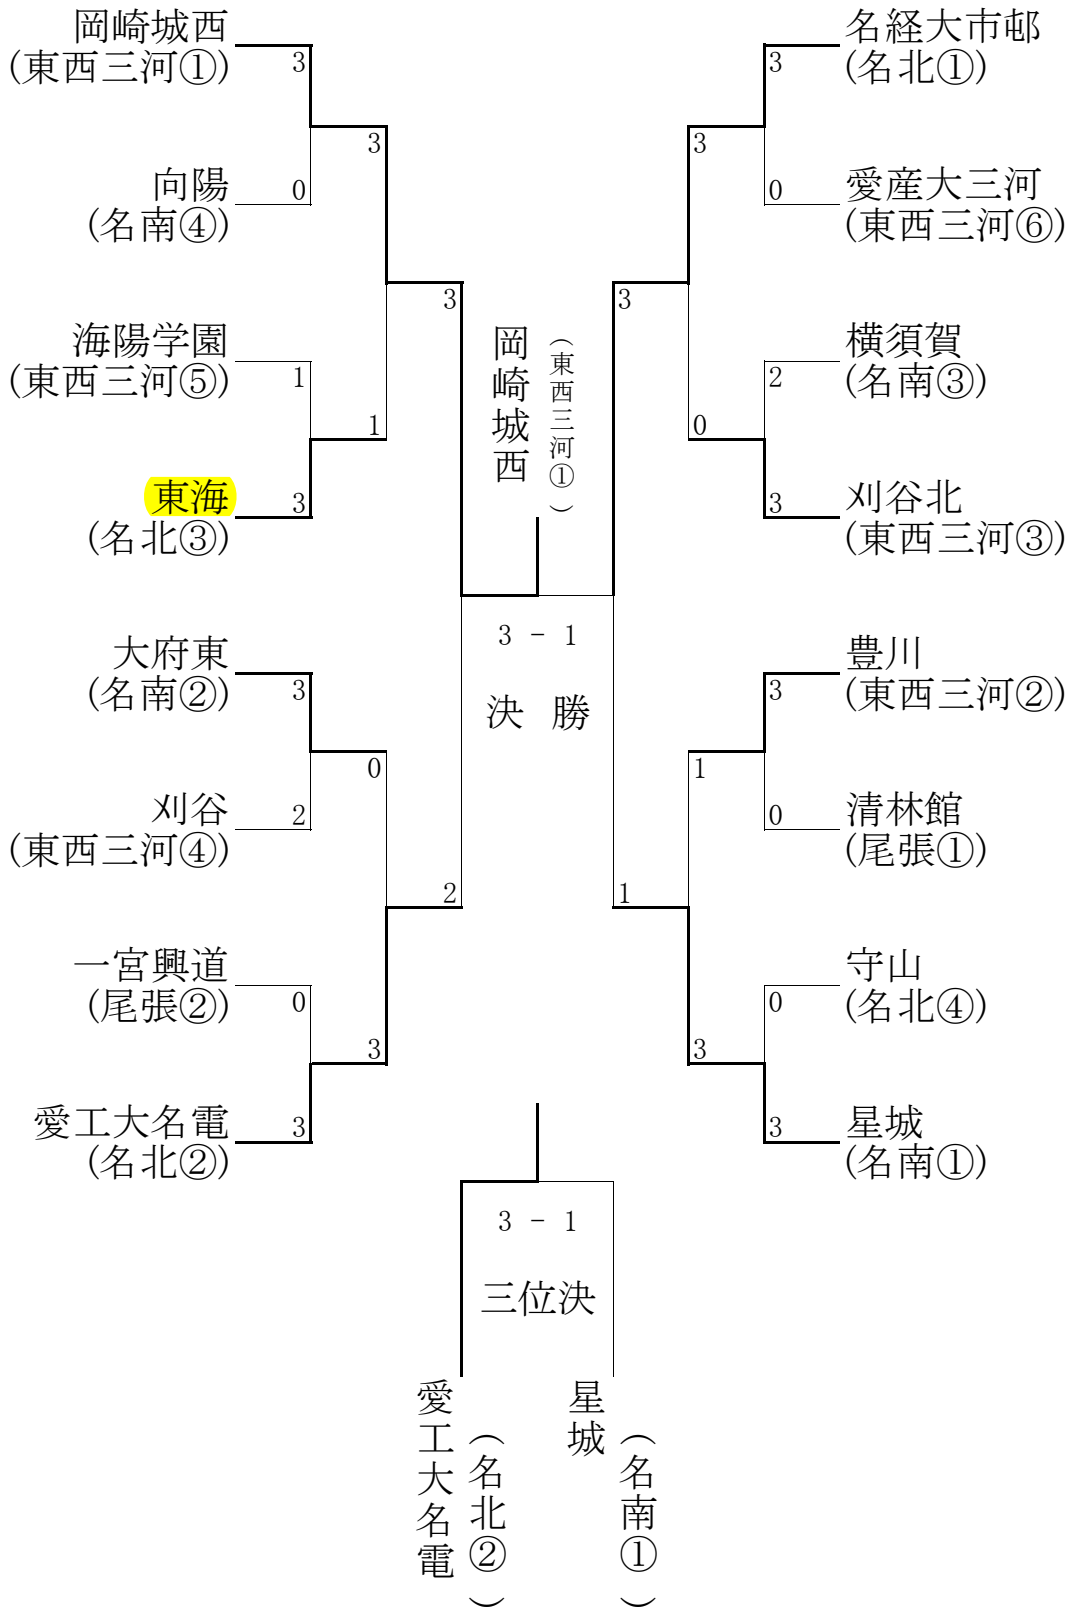 岡崎城西
(東西三河①)
3
向陽
(名南④)
0
3
海陽学園
(東西三河⑤)
1
東海
(名北③)
3
1
3
大府東
(名南②)
3
刈谷
(東西三河④)
2
0
一宮興道
(尾張②)
0
愛工大名電
(名北②)
3
3
2
岡崎城西
(東西三河①)
3 - 1
決 勝
名経大市邨
(名北①)
3
愛産大三河
(東西三河⑥)
0
3
横須賀
(名南③)
2
刈谷北
(東西三河③)
3
0
3
豊川
(東西三河②)
3
清林館
(尾張①)
0
1
守山
(名北④)
0
星城
(名南①)
3
3
1
3 - 1
三位決
愛工大名電
(名北②)
星城
(名南①)